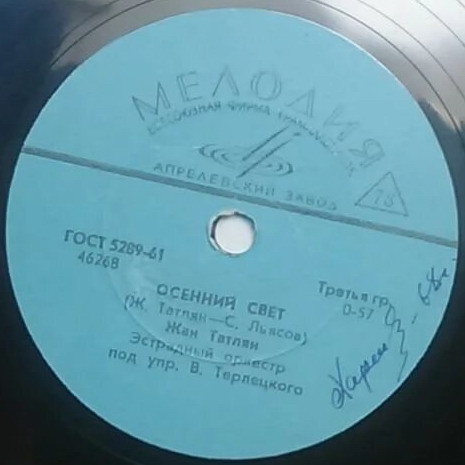 МЕЛОДИЯ
ВСЕСОЮЗНАЯ ФИРМА ГРАМПЛАСТИНОК
АПРЕЛЕВСКИЙ ЗАВОД
78
ГОСТ 5289-61
46268
Третья гр.
0-57
ОСЕННИЙ СВЕТ
(Ж. Татлян—С. Льясов)
Жан Татлян
Эстрадный оркестр
под упр. В. Терлецкого